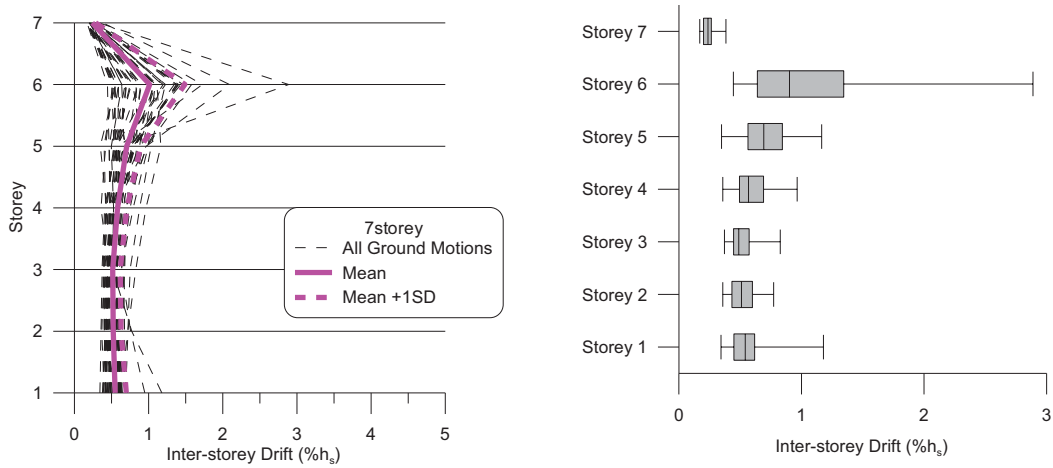 7
6
5
4
3
2
1
Storey
0 1 2 3 4 5
Inter-storey Drift (%hs)
7storey
All Ground Motions
Mean
Mean +1SD
Storey 7
Storey 6
Storey 5
Storey 4
Storey 3
Storey 2
Storey 1
0 1 2 3
Inter-storey Drift (%hs)